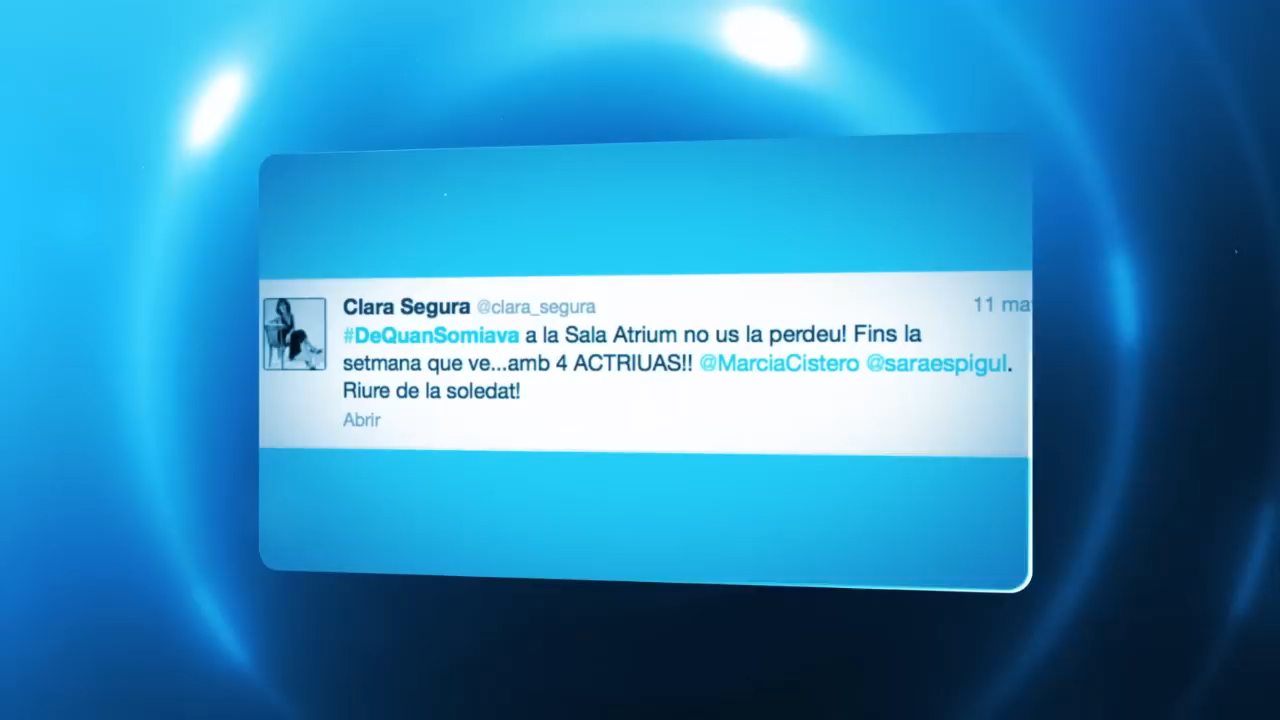 Clara Segura @clara_segura 11 ma
#DeQuanSomiava a la Sala Atrium no us la perdeu! Fins la
setmana que ve...amb 4 ACTRIUAS!! @MarciaCistero @saraespigul.
Riure de la soledat!
Abrir